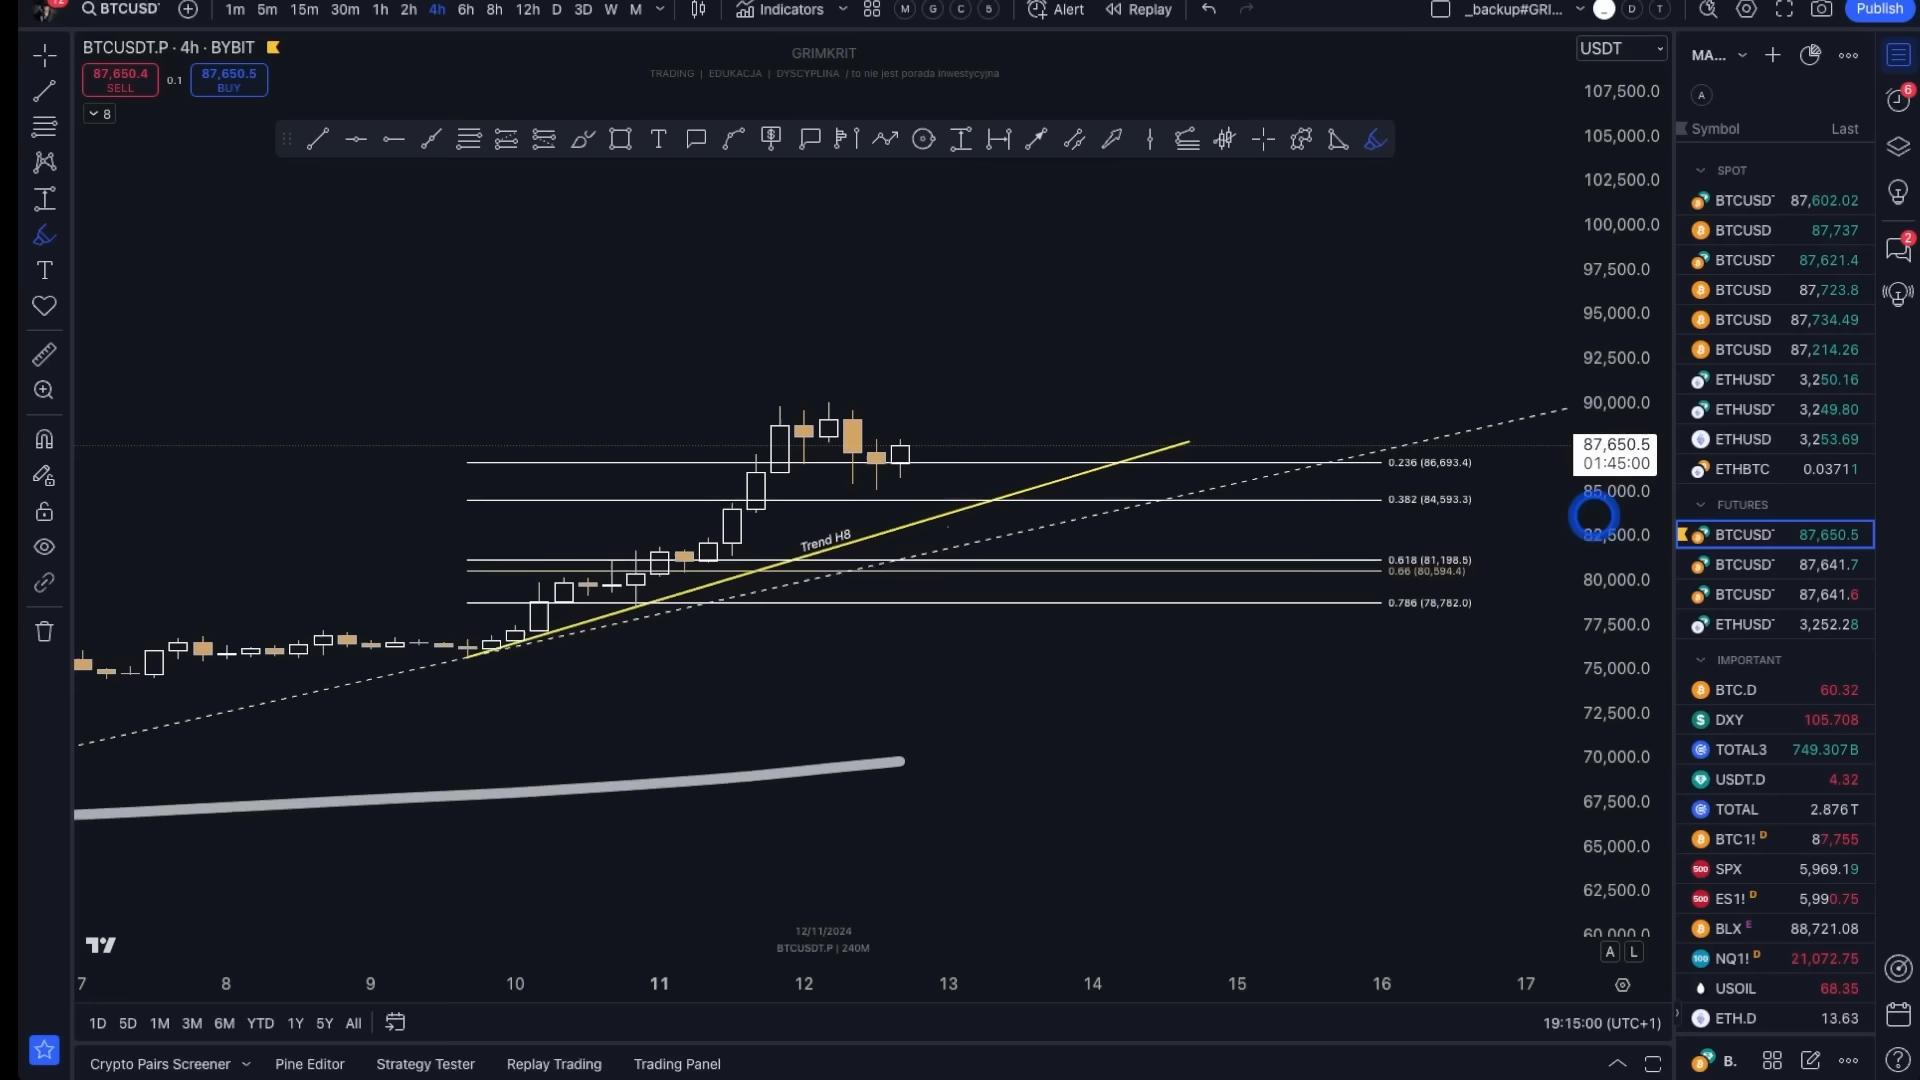 12
BTCUSDT
1m 5m 15m 30m 1h 2h 4h 6h 8h 12h D 3D W M
Indicators
M G C 5
Alert
Replay
_backup#GRI...
_ D T
Publish
BTCUSDT.P · 4h · BYBIT
87,650.4
SELL
0.1
87,650.5
BUY
8
GRIMKRIT
TRADING | EDUKACJA | DYSCYPLINA / to nie jest porada inwestycyjna
USDT
107,500.0
105,000.0
102,500.0
100,000.0
97,500.0
95,000.0
92,500.0
90,000.0
87,650.5
01:45:00
85,000.0
82,500.0
80,000.0
77,500.0
75,000.0
72,500.0
70,000.0
67,500.0
65,000.0
62,500.0
60,000.0
A L
0.236 (86,693.4)
0.382 (84,593.3)
0.618 (81,198.5)
0.66 (80,594.4)
0.786 (78,782.0)
Trend H8
12/11/2024
BTCUSDT.P | 240M
7 8 9 10 11 12 13 14 15 16 17
1D 5D 1M 3M 6M YTD 1Y 5Y All
19:15:00 (UTC+1)
Crypto Pairs Screener Pine Editor Strategy Tester Replay Trading Trading Panel
MA...
A
Symbol Last
SPOT
BTCUSDT 87,602.02
BTCUSD 87,737
BTCUSDT 87,621.4
BTCUSD 87,723.8
BTCUSD 87,734.49
BTCUSD 87,214.26
ETHUSDT 3,250.16
ETHUSDT 3,249.80
ETHUSD 3,253.69
ETHBTC 0.03711
FUTURES
BTCUSDT 87,650.5
BTCUSDT 87,641.7
BTCUSDT 87,641.6
ETHUSDT 3,252.28
IMPORTANT
BTC.D 60.32
DXY 105.708
TOTAL3 749.307B
USDT.D 4.32
TOTAL 2.876T
BTC1! D 87,755
SPX 5,969.19
ES1! D 5,990.75
BLX E 88,721.08
NQ1! D 21,072.75
USOIL 68.35
ETH.D 13.63
B.
6
2